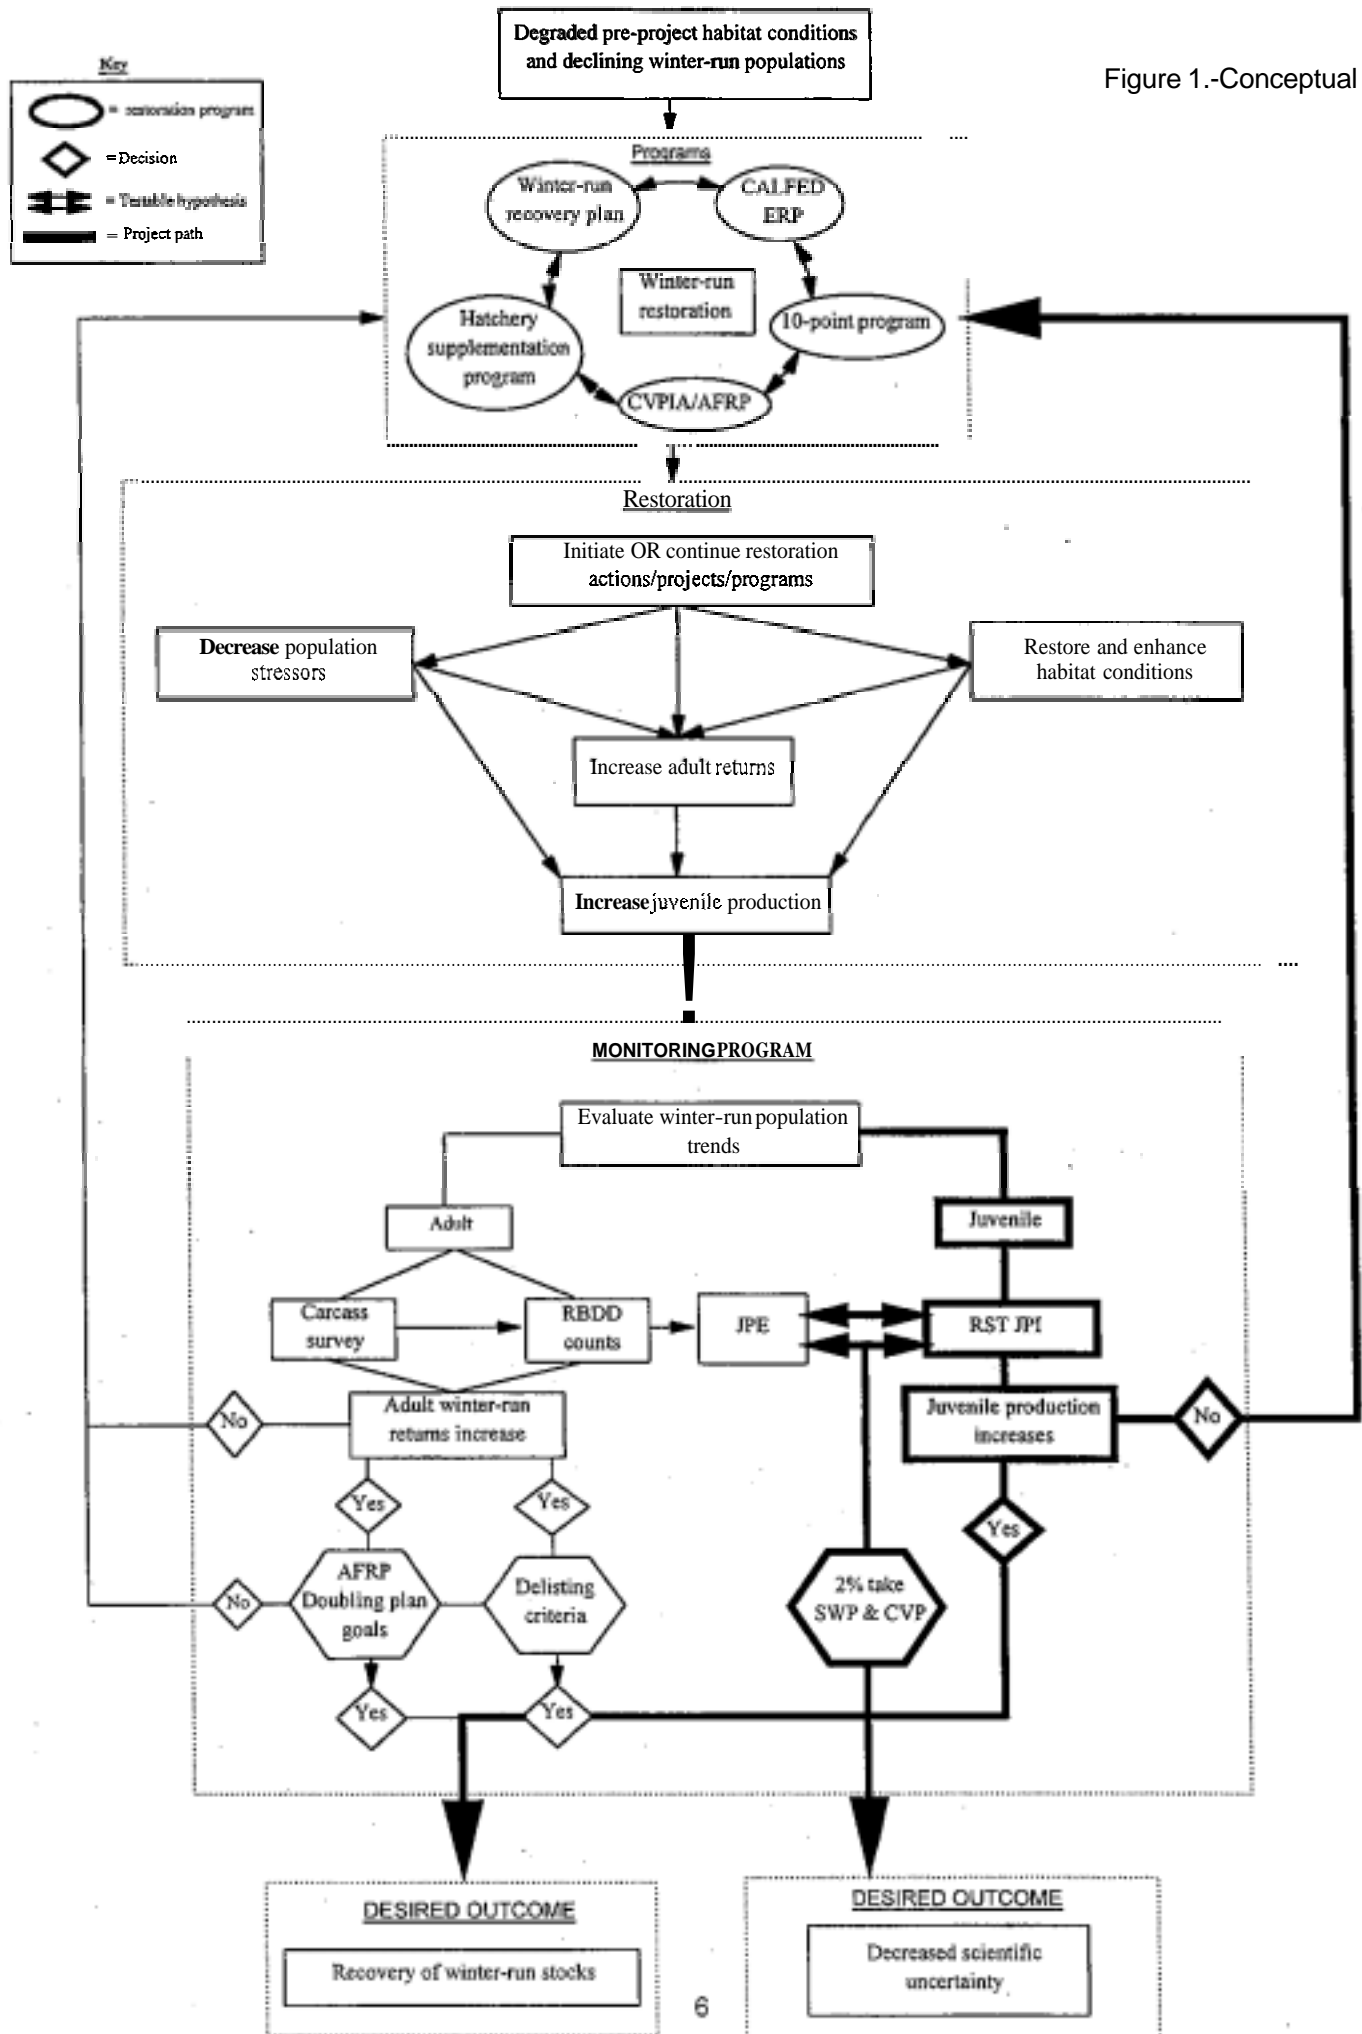 Degraded pre-project habitat conditions
and declining winter-run populations
Figure 1.-Conceptual
Key
= restoration program
= Decision
= Testable hypothesis
= Project path
Programs
Winter-run
recovery plan
CALFED
ERP
Winter-run
restoration
Hatchery
supplementation
program
10-point program
CVPIA/AFRP
Restoration
Initiate OR continue restoration
actions/projects/programs
Decrease population
stressors
Restore and enhance
habitat conditions
Increase adult returns
Increase juvenile production
MONITORING PROGRAM
Evaluate winter-run population
trends
Adult
Juvenile
Carcass
survey
RBDD
counts
JPE
RST JPI
Adult winter-run
returns increase
Juvenile production
increases
No
No
Yes
Yes
Yes
AFRP
Doubling plan
goals
No
Delisting
criteria
2% take
SWP & CVP
Yes
Yes
DESIRED OUTCOME
Recovery of winter-run stocks
DESIRED OUTCOME
Decreased scientific
uncertainty
6